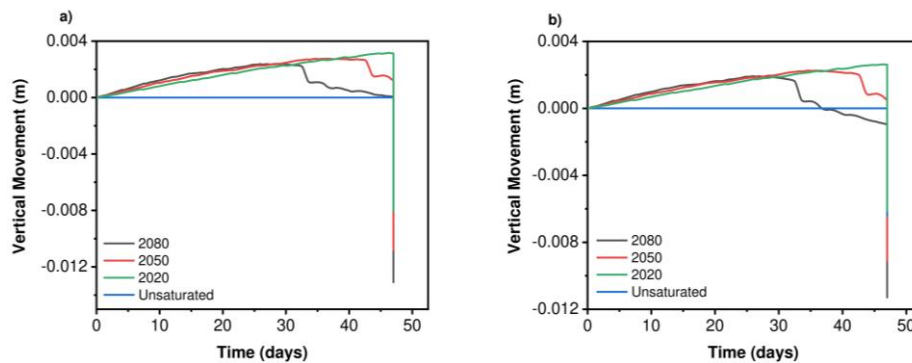 a)
0.004
0.000
-0.004
-0.008
-0.012
Vertical Movement (m)
2080
2050
2020
Unsaturated
0 10 20 30 40 50
Time (days)
b)
0.004
0.000
-0.004
-0.008
-0.012
Vertical Movement (m)
2080
2050
2020
Unsaturated
0 10 20 30 40 50
Time (days)